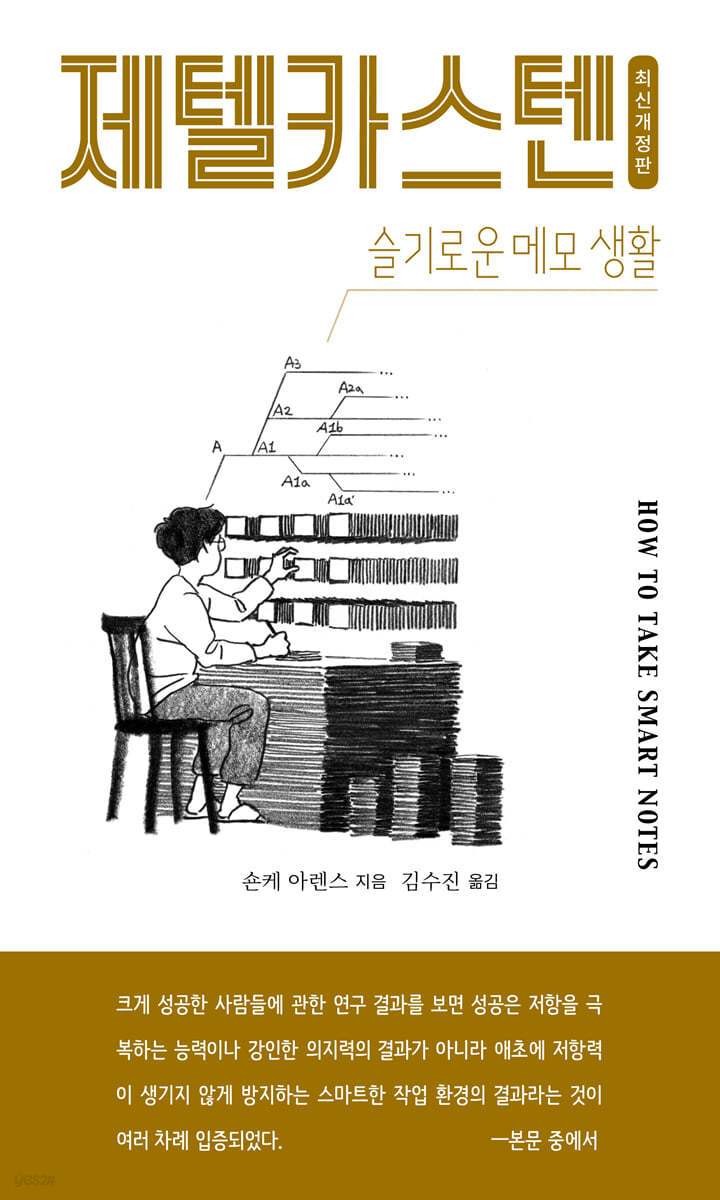 제텔카스텐
최신개정판
슬기로운 메모 생활
A3
A2a
A2
A1b
A
A1
A1a
A1a'
HOW TO TAKE SMART NOTES
숀케 아렌스 지음 김수진 옮김
크게 성공한 사람들에 관한 연구 결과를 보면 성공은 저항을 극
복하는 능력이나 강인한 의지력의 결과가 아니라 애초에 저항력
이 생기지 않게 방지하는 스마트한 작업 환경의 결과라는 것이
여러 차례 입증되었다.
—본문 중에서
yes24